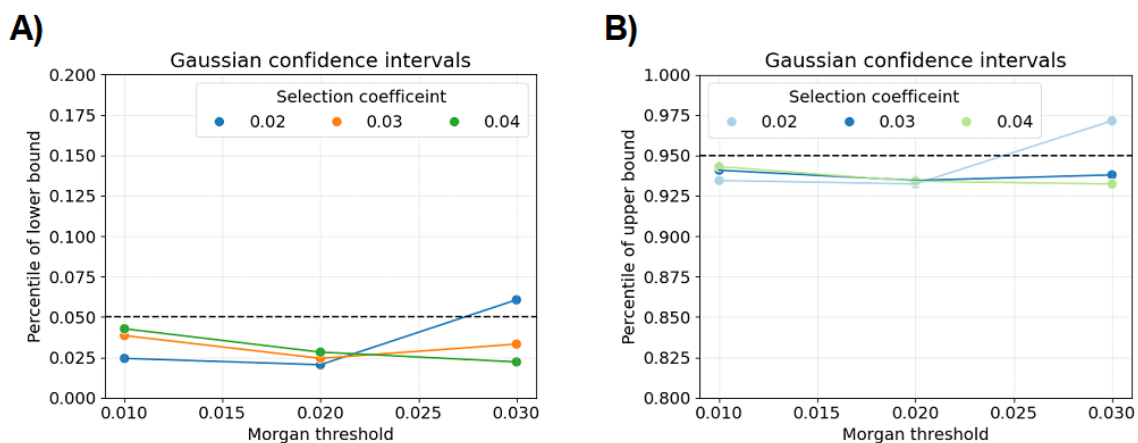 A)
Gaussian confidence intervals
Selection coefficeint
0.02 0.03 0.04
0.200
0.175
0.150
0.125
0.100
0.075
0.050
0.025
0.000
Percentile of lower bound
0.010 0.015 0.020 0.025 0.030
Morgan threshold
B)
Gaussian confidence intervals
Selection coefficeint
0.02 0.03 0.04
1.000
0.975
0.950
0.925
0.900
0.875
0.850
0.825
0.800
Percentile of upper bound
0.010 0.015 0.020 0.025 0.030
Morgan threshold